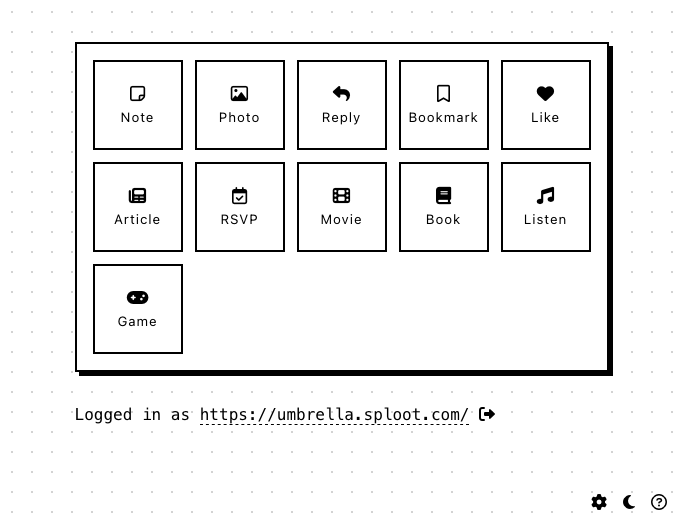 Note Photo Reply Bookmark Like
Article RSVP Movie Book Listen
Game
Logged in as https://umbrella.sploot.com/